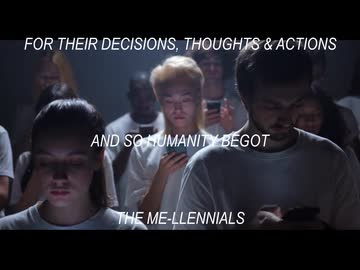 FOR THEIR DECISIONS, THOUGHTS & ACTIONS
AND SO HUMANITY BEGOT
THE ME-LLENNIALS